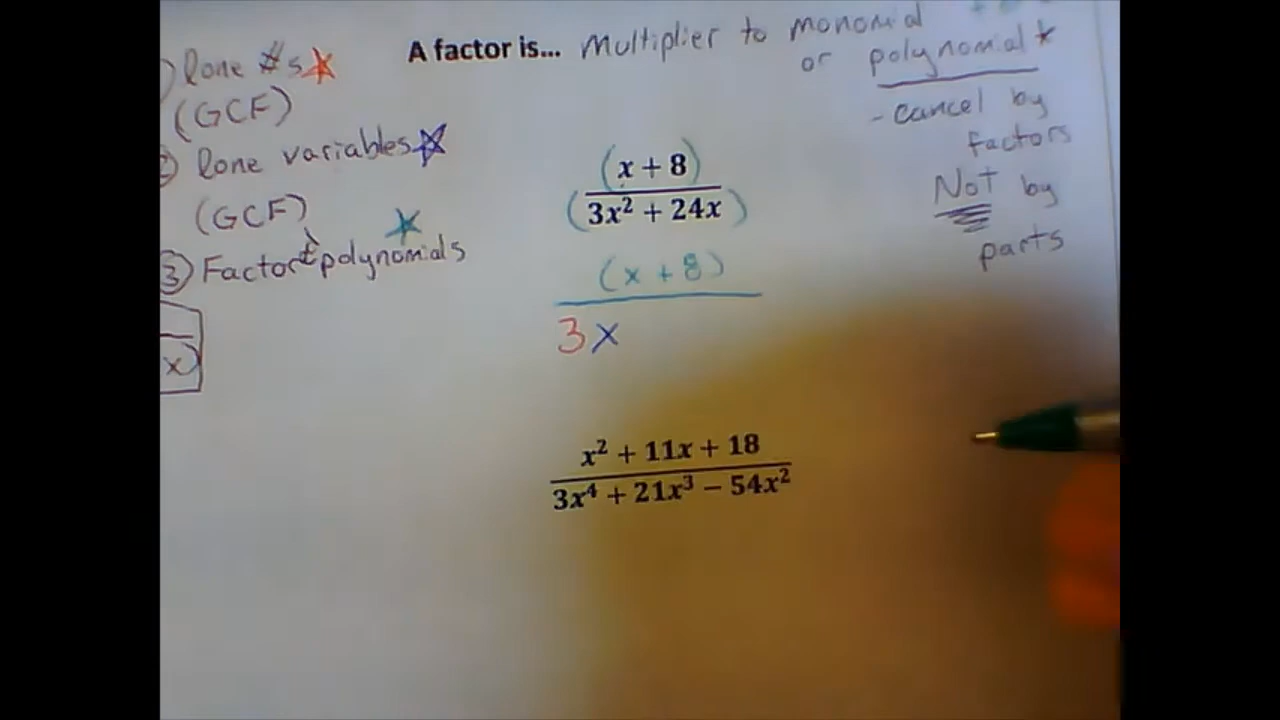 A factor is... Multiplier to monomial
or polynomial*
- cancel by
factors
Not by
parts
) lone #s
(GCF)
2) lone variables
(GCF)
3 Factor polynomials
x)
(x + 8)
(3x² + 24x)
(x + 8)
3x
x² + 11x + 18
3x⁴ + 21x³ − 54x²